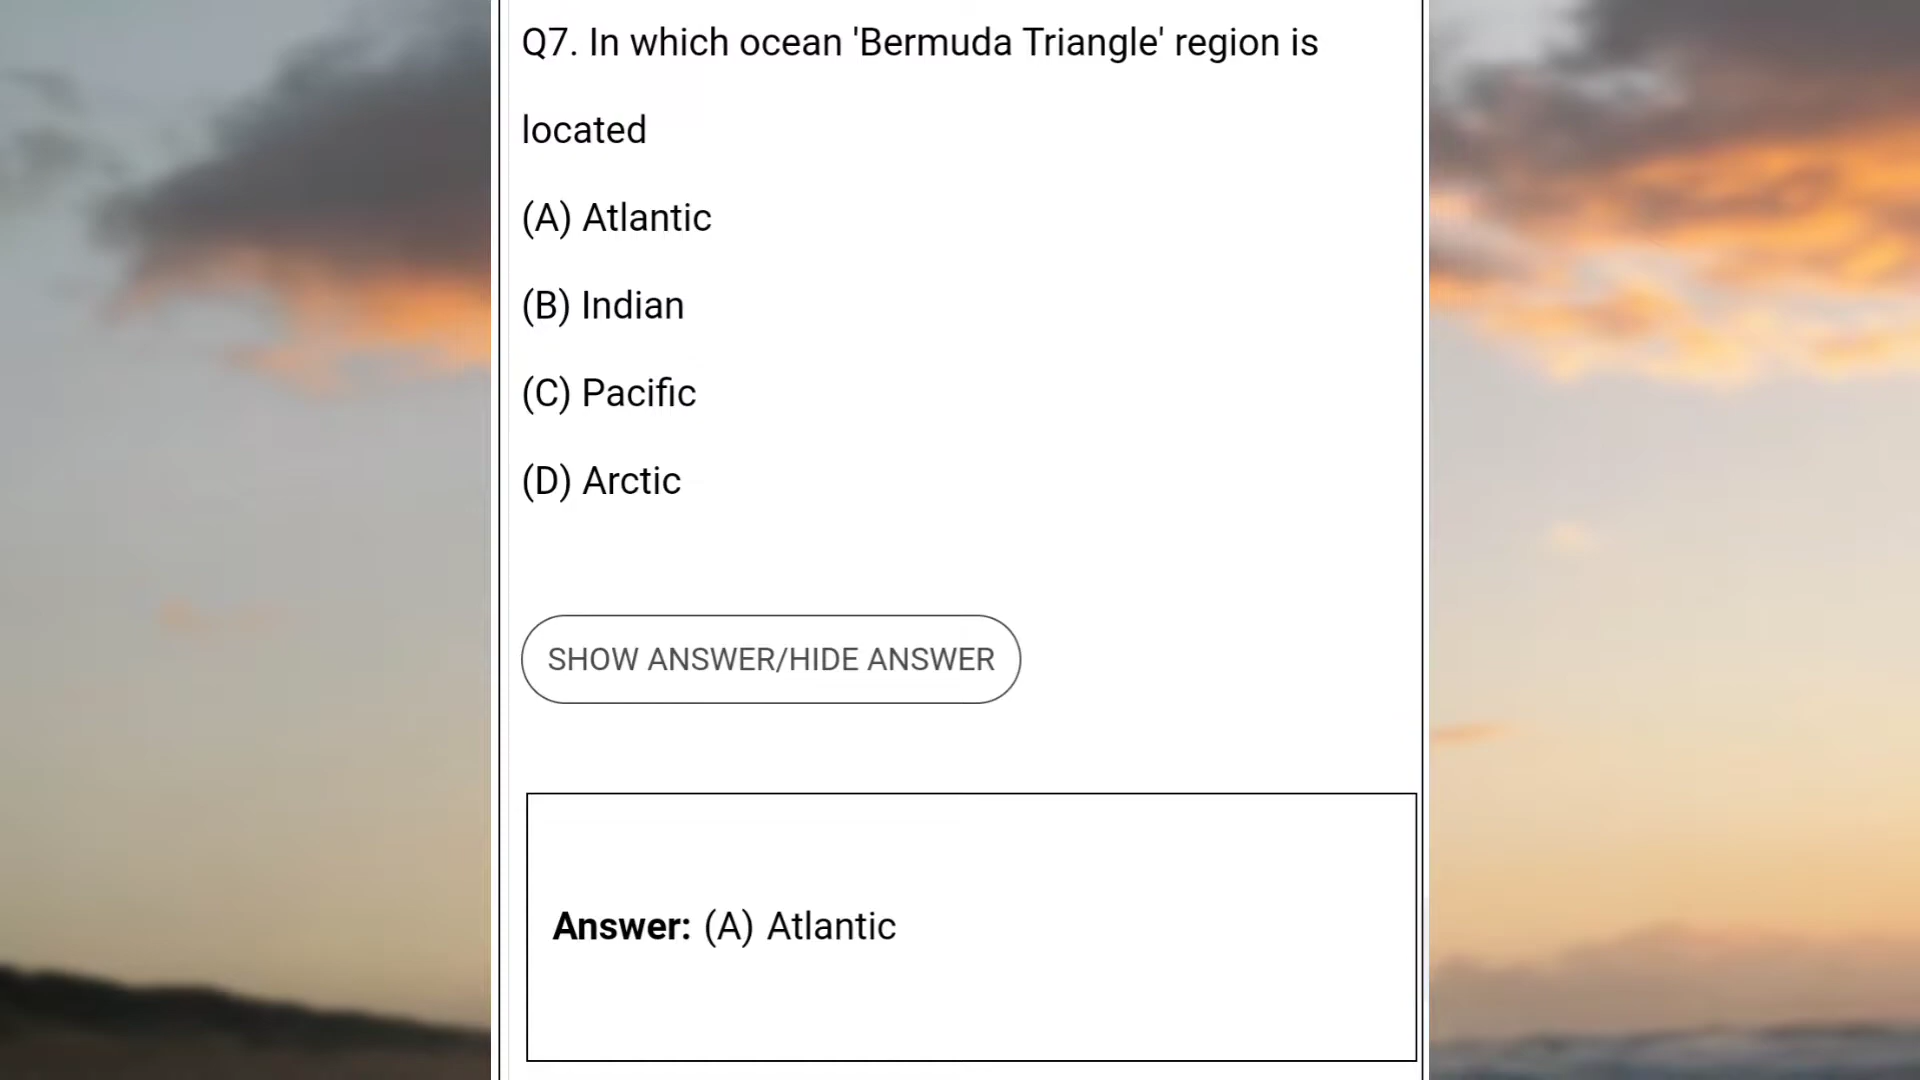 Q7. In which ocean 'Bermuda Triangle' region is
located
(A) Atlantic
(B) Indian
(C) Pacific
(D) Arctic
SHOW ANSWER/HIDE ANSWER
Answer: (A) Atlantic